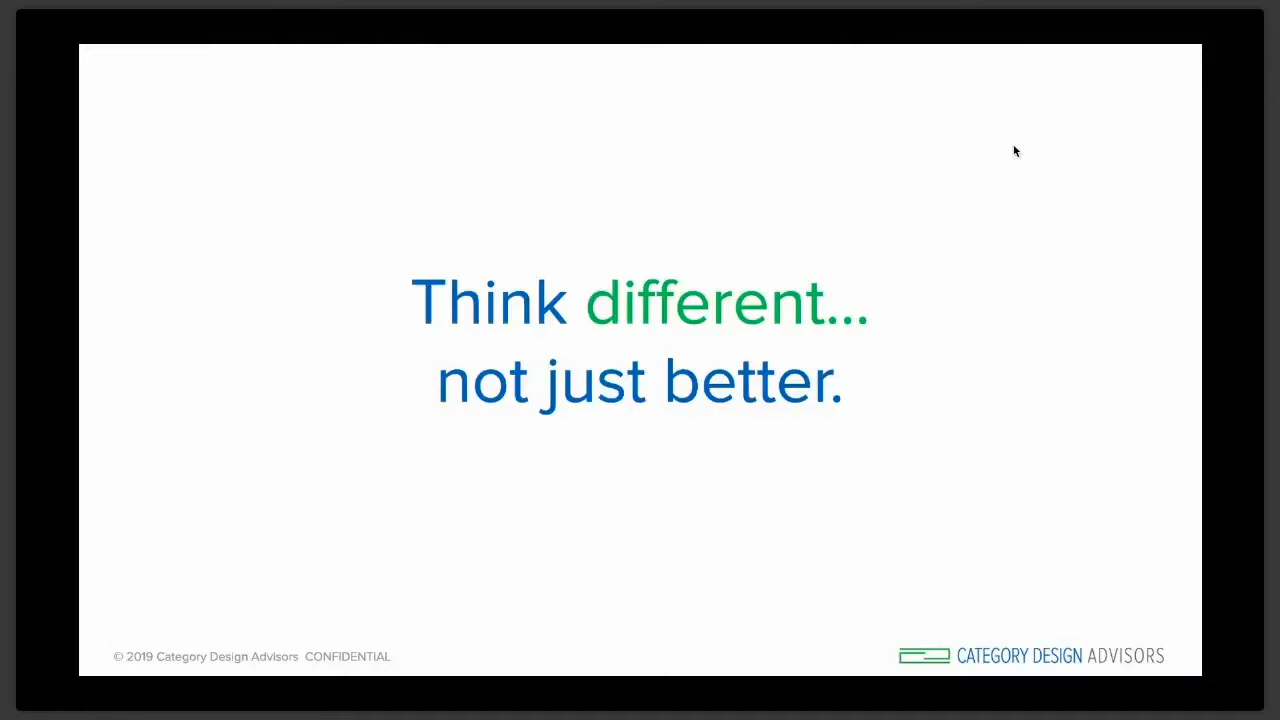 Think different...
not just better.
© 2019 Category Design Advisors CONFIDENTIAL
CATEGORY DESIGN ADVISORS